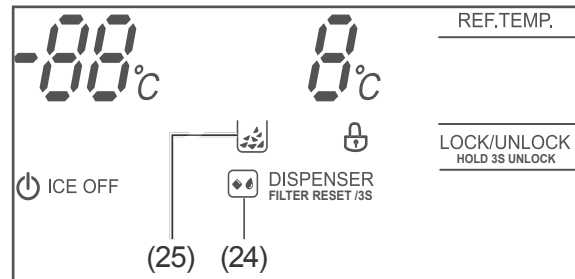 -88°C 8°C REF.TEMP.
LOCK/UNLOCK
HOLD 3S UNLOCK
ICE OFF DISPENSER
FILTER RESET /3S
(25) (24)